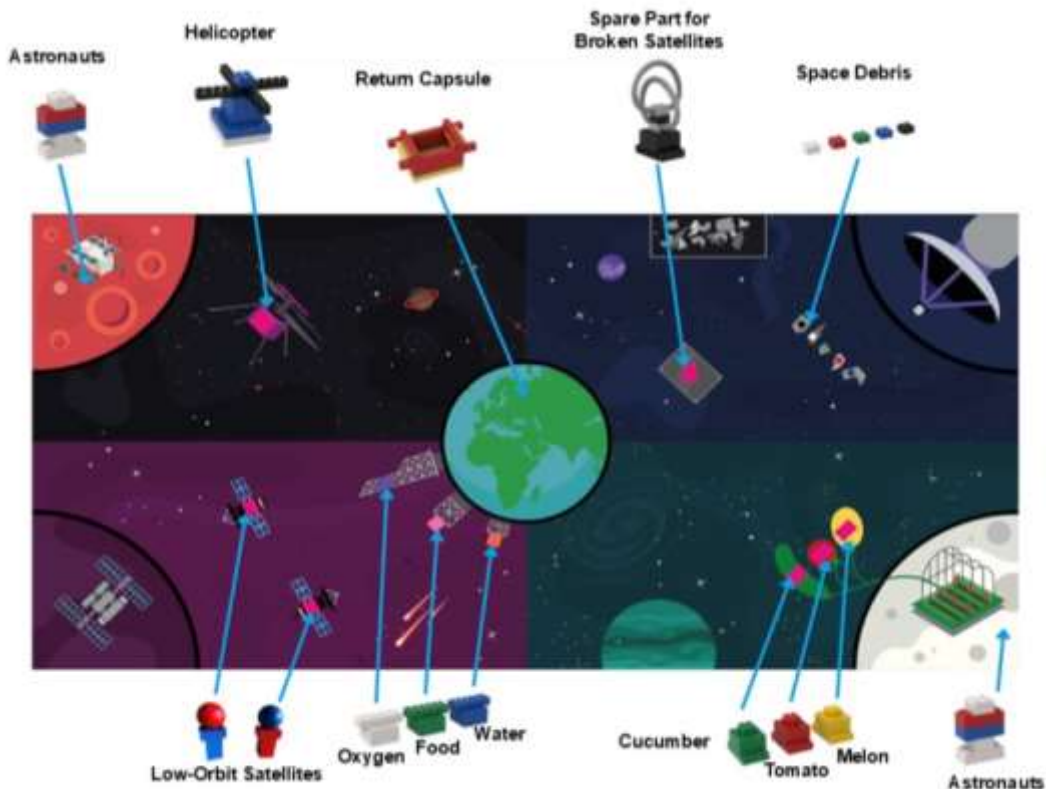 Astronauts
Helicopter
Return Capsule
Spare Part for
Broken Satellites
Space Debris
Low-Orbit Satellites
Oxygen
Food
Water
Cucumber
Tomato
Melon
Astronauts